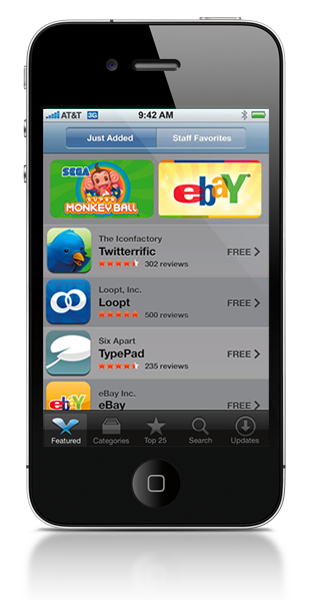 AT&T 3G 9:42 AM
Just Added Staff Favorites
SEGA
SUPER
MONKEY BALL
ebaY
The Iconfactory
Twitterrific FREE
302 reviews
Loopt, Inc.
Loopt FREE
500 reviews
Six Apart
TypePad FREE
235 reviews
eBay Inc.
ebaY
eBay FREE
Featured Categories Top 25 Search Updates